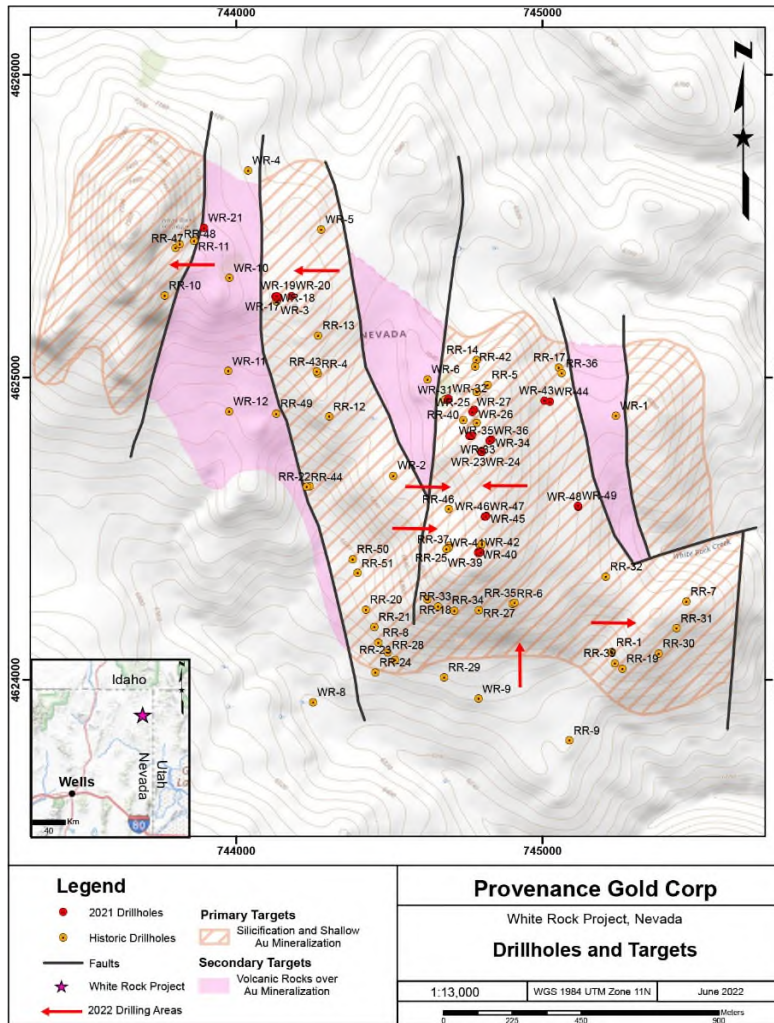 744000 745000
4626000
Z
WR-4
WR-21
WR-5
RR-48
RR-47
RR-11
WR-10
RR-10
WR-19 WR-20
WR-18
WR-17
WR-3
RR-13
NEVADA
RR-14 RR-42
RR-17
RR-36
4625000
RR-43 RR-4
WR-6
RR-5
WR-11
WR-31 WR-32
WR-43 WR-44
WR-25 WR-27
WR-12
RR-49
RR-12
RR-40
WR-26
WR-1
WR-35 WR-36
WR-34
WR-33
WR-23 WR-24
WR-2
RR-22 RR-44
RR-46
WR-46 WR-47
WR-48 WR-49
WR-45
RR-37
WR-41 WR-42
RR-50
RR-25
WR-40
WR-39
White Rock Creek
RR-51
RR-32
RR-20
RR-33
RR-34
RR-35 RR-6
RR-7
RR-18
RR-27
RR-21
RR-31
RR-8
RR-28
RR-1
RR-23
RR-39
RR-30
RR-24
RR-19
4624000
RR-29
WR-8
WR-9
RR-9
Idaho
Nevada
Utah
Wells
80
Km
40
744000 745000
Legend
2021 Drillholes
Historic Drillholes
Faults
White Rock Project
2022 Drilling Areas
Primary Targets
Silicification and Shallow
Au Mineralization
Secondary Targets
Volcanic Rocks over
Au Mineralization
Provenance Gold Corp
White Rock Project, Nevada
Drillholes and Targets
1:13,000 WGS 1984 UTM Zone 11N June 2022
Meters
0 225 450 900